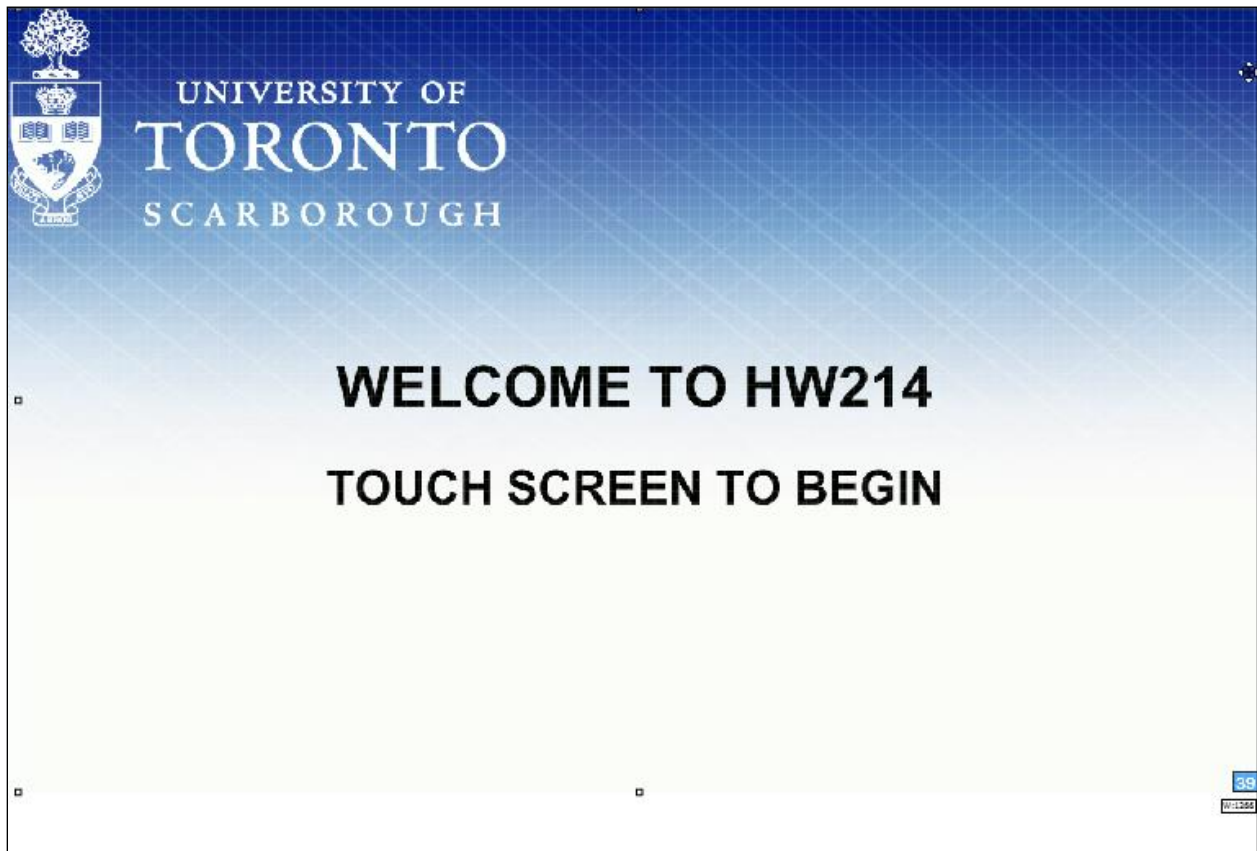 UNIVERSITY OF
TORONTO
SCARBOROUGH
WELCOME TO HW214
TOUCH SCREEN TO BEGIN
39